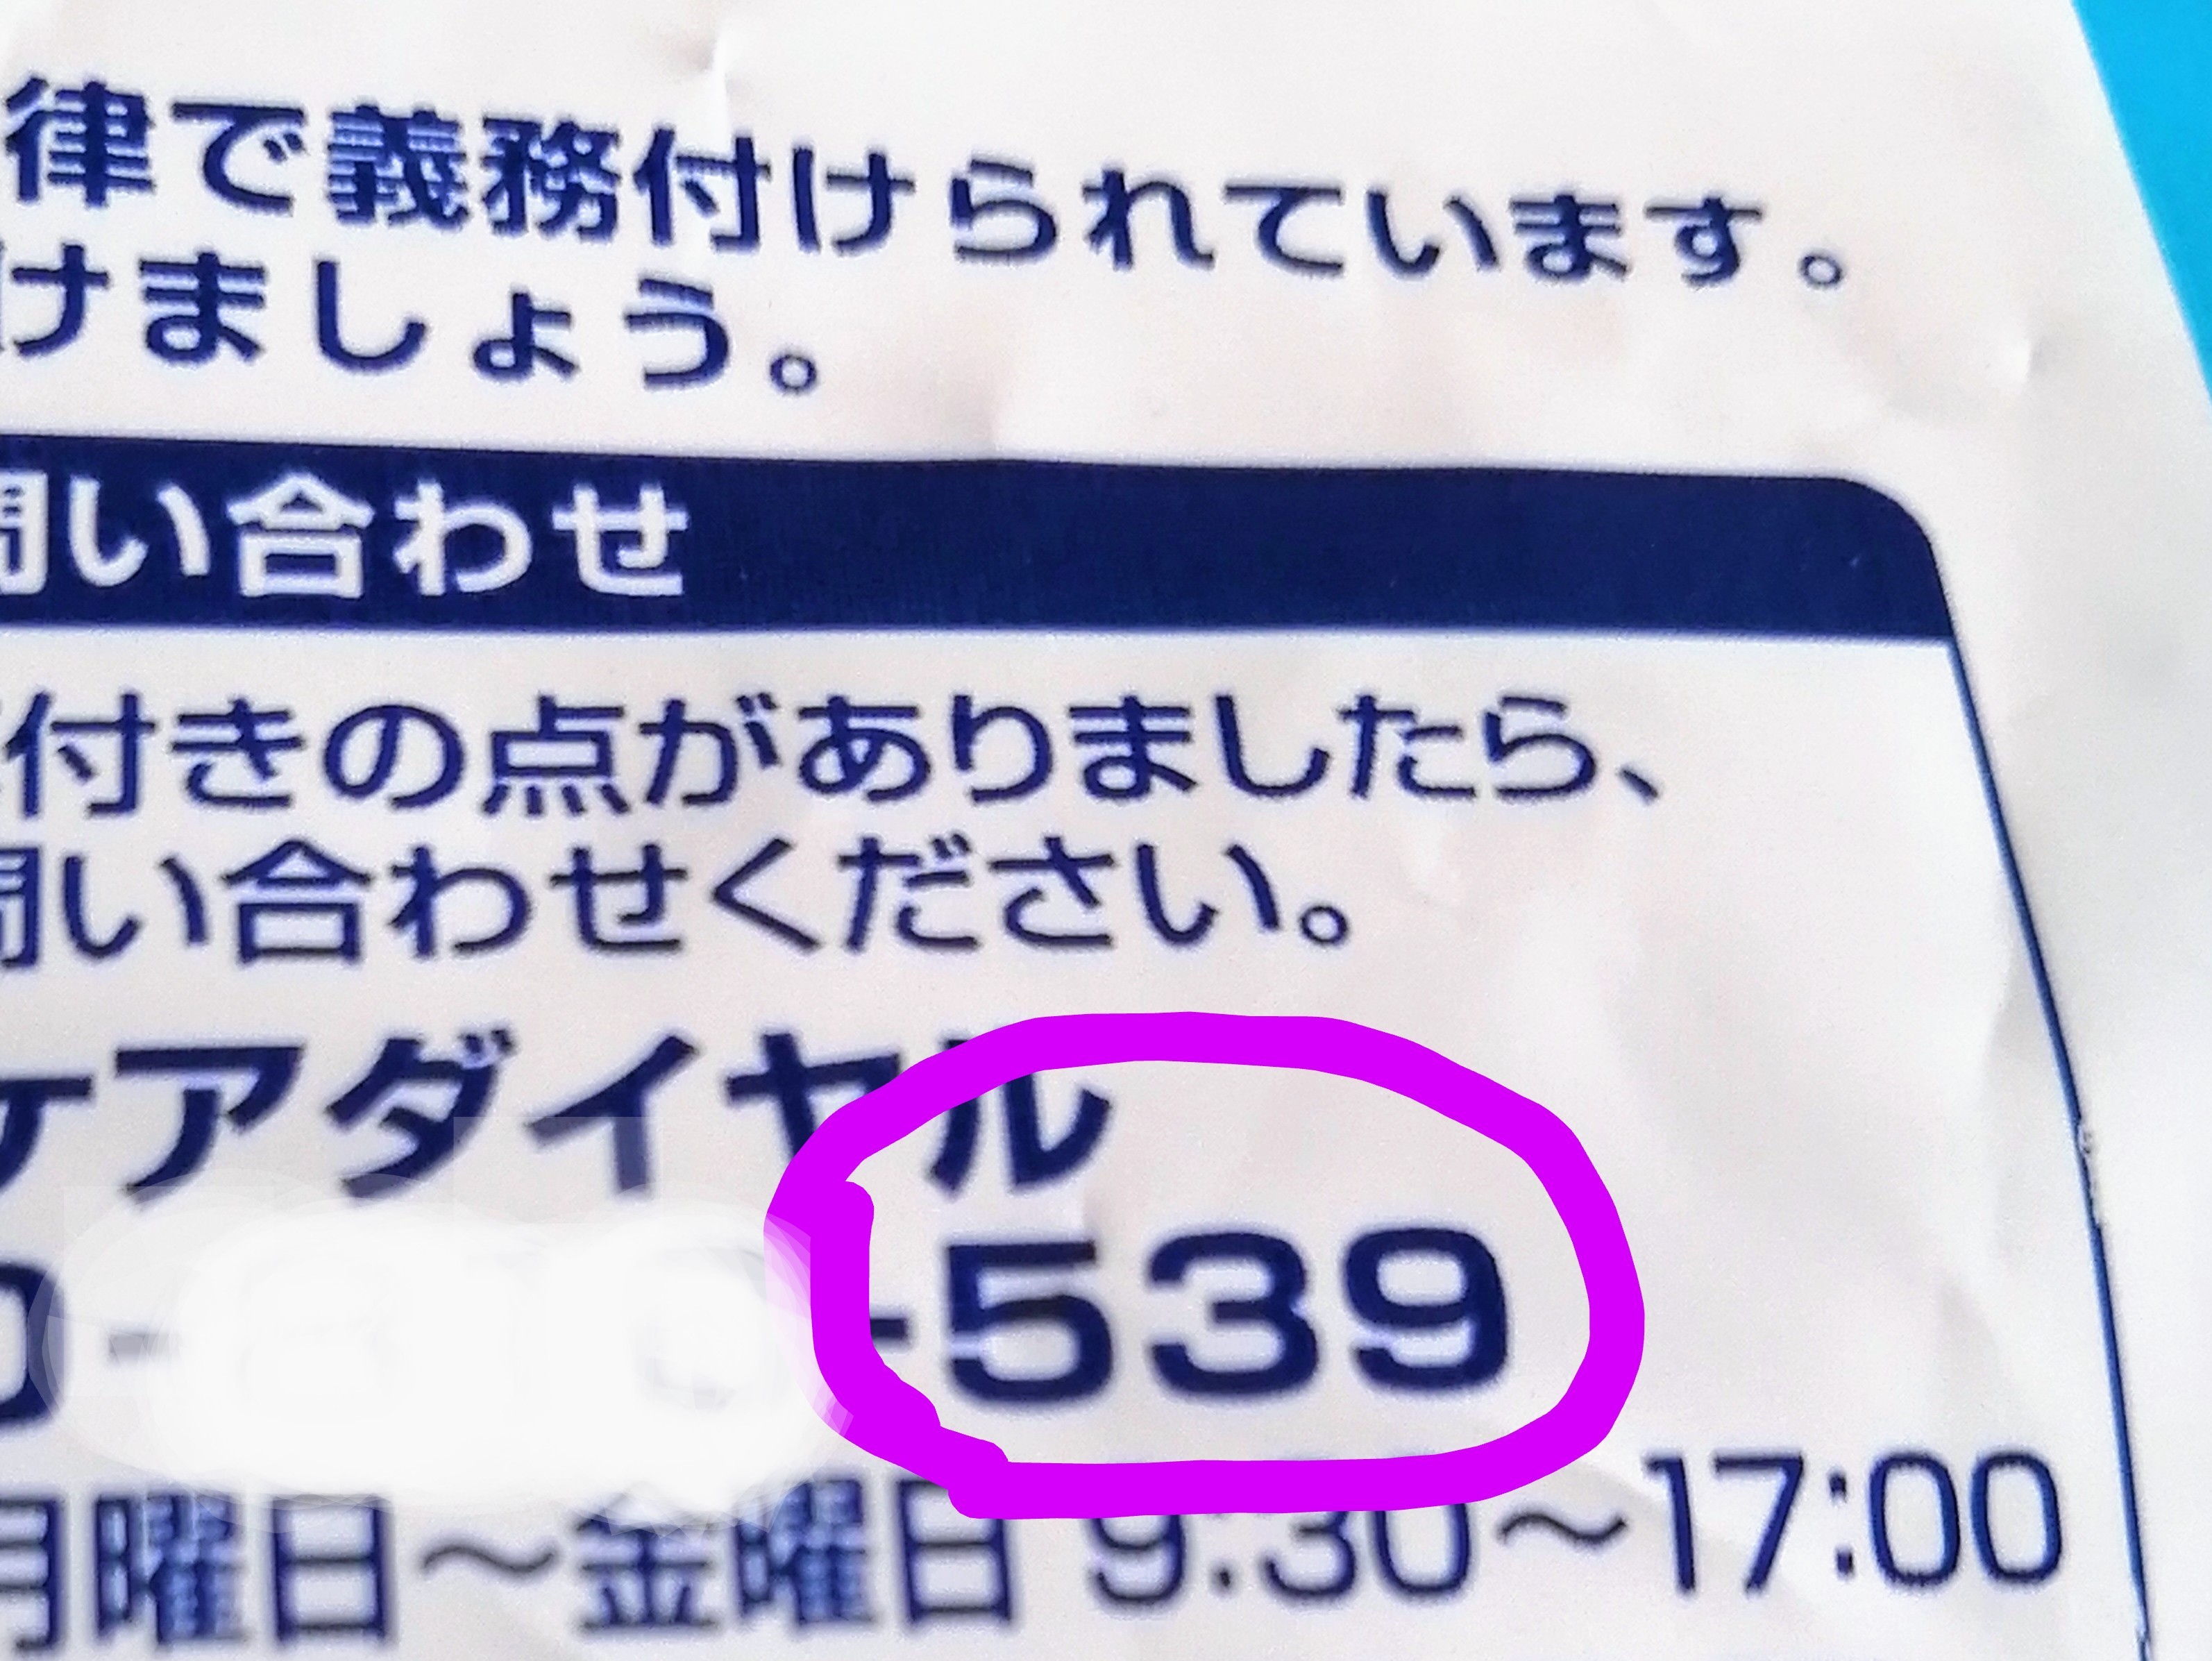 律で義務付けられています。
けましょう。
問い合わせ
付きの点がありましたら、
問い合わせください。
ケアダイヤル
0-　-539
月曜日～金曜日 9:30～17:00